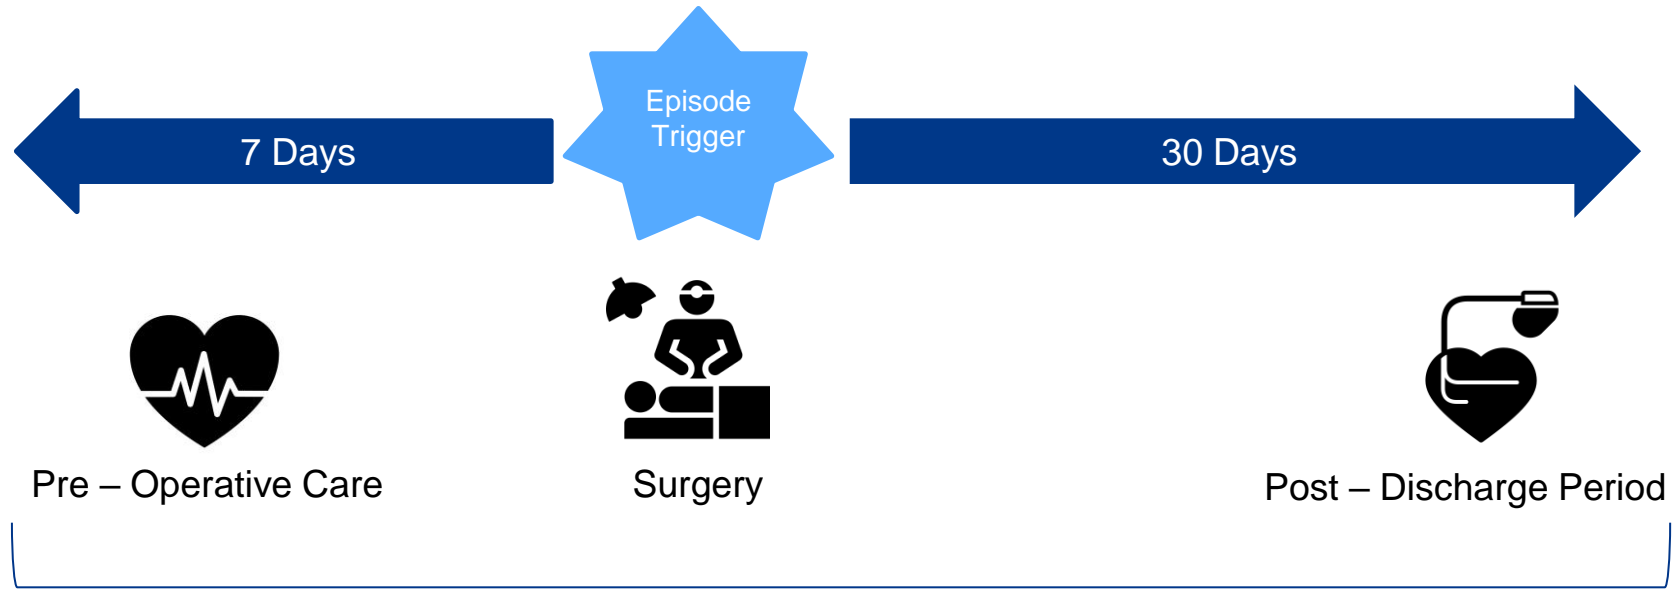 Episode
Trigger
7 Days
30 Days
Pre – Operative Care
Surgery
Post – Discharge Period